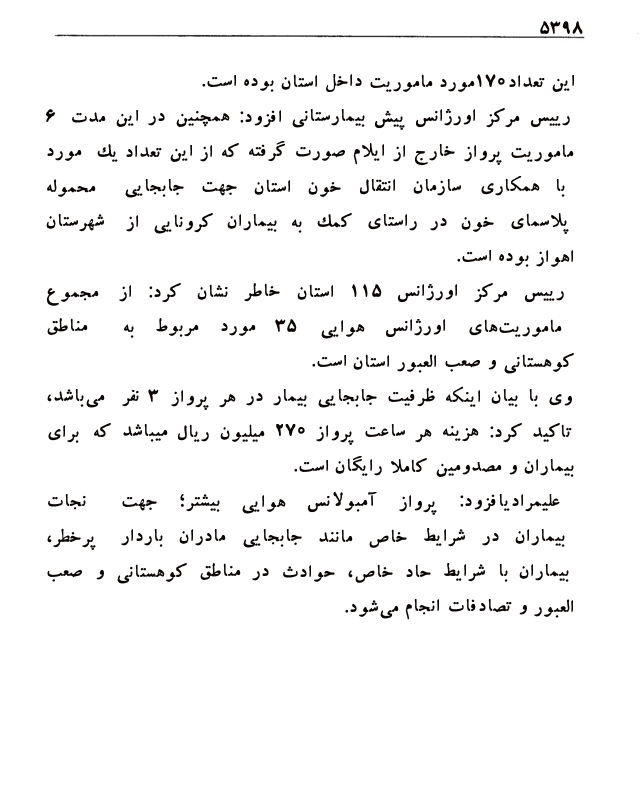 ۵۳۹۸
این تعداد۱۷۰مورد ماموریت داخل استان بوده است.
رییس مرکز اورژانس پیش بیمارستانی افزود: همچنین در این مدت ۶
ماموریت پرواز خارج از ایلام صورت گرفته که از این تعداد یك مورد
با همکاری سازمان انتقال خون استان جهت جابجایی محموله
پلاسمای خون در راستای کمك به بیماران کرونایی از شهرستان
اهواز بوده است.
رییس مرکز اورژانس ۱۱۵ استان خاطر نشان کرد: از مجموع
ماموریت‌های اورژانس هوایی ۳۵ مورد مربوط به مناطق
کوهستانی و صعب العبور استان است.
وی با بیان اینکه ظرفیت جابجایی بیمار در هر پرواز ۳ نفر می‌باشد،
تاکید کرد: هزینه هر ساعت پرواز ۲۷۰ میلیون ریال میباشد که برای
بیماران و مصدومین کاملا رایگان است.
علیمرادیافزود: پرواز آمبولانس هوایی بیشتر؛ جهت نجات
بیماران در شرایط خاص مانند جابجایی مادران باردار پرخطر،
بیماران با شرایط حاد خاص، حوادث در مناطق کوهستانی و صعب
العبور و تصادفات انجام می‌شود.